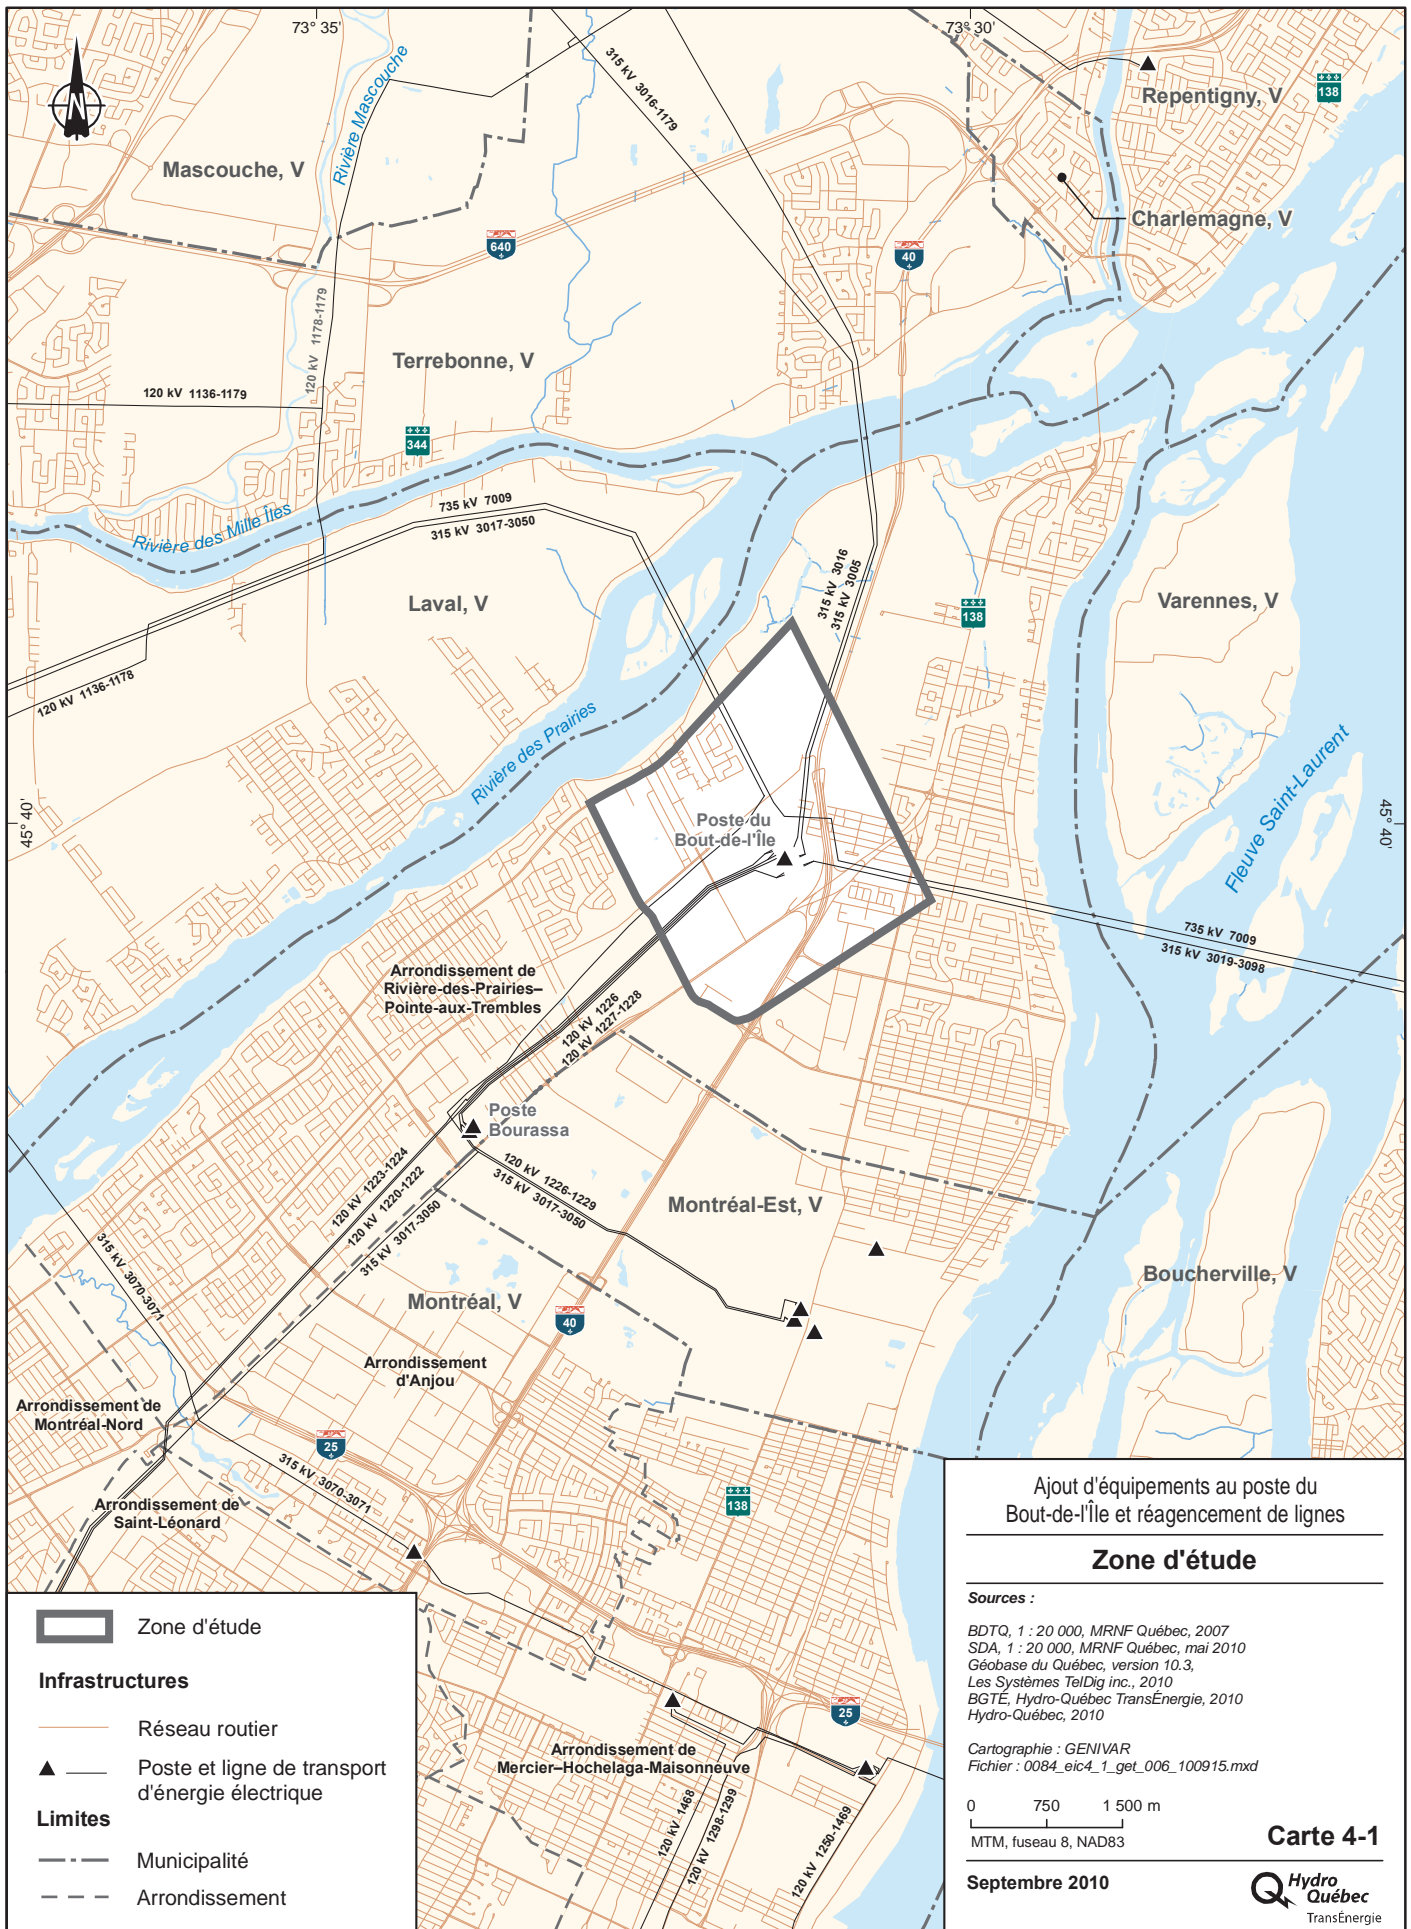 73° 35'
73° 30'
315 kV 3016-1179
Repentigny, V
138
N
Rivière Mascouche
Mascouche, V
Charlemagne, V
640
40
120 kV 1178-1179
Terrebonne, V
120 kV 1136-1179
344
735 kV 7009
315 kV 3017-3050
Rivière des Mille Îles
315 kV 3016
315 kV 3005
Laval, V
138
Varennes, V
120 kV 1136-1178
Rivière des Prairies
Fleuve Saint-Laurent
45° 40'
45° 40'
Poste du
Bout-de-l'Île
735 kV 7009
315 kV 3019-3098
Arrondissement de
Rivière-des-Prairies–
Pointe-aux-Trembles
120 kV 1226
120 kV 1227-1228
Poste
Bourassa
120 kV 1223-1224
120 kV 1220-1222
315 kV 3017-3050
120 kV 1226-1229
315 kV 3017-3050
Montréal-Est, V
315 kV 3070-3071
Boucherville, V
Montréal, V
40
Arrondissement
d'Anjou
Arrondissement de
Montréal-Nord
25
315 kV 3070-3071
138
Arrondissement de
Saint-Léonard
25
Arrondissement de
Mercier–Hochelaga-Maisonneuve
120 kV 1468
120 kV 1298-1299
120 kV 1250-1469
Zone d'étude
Infrastructures
Réseau routier
Poste et ligne de transport
d'énergie électrique
Limites
Municipalité
Arrondissement
Ajout d'équipements au poste du
Bout-de-l'Île et réagencement de lignes
Zone d'étude
Sources :
BDTQ, 1 : 20 000, MRNF Québec, 2007
SDA, 1 : 20 000, MRNF Québec, mai 2010
Géobase du Québec, version 10.3,
Les Systèmes TelDig inc., 2010
BGTÉ, Hydro-Québec TransÉnergie, 2010
Hydro-Québec, 2010
Cartographie : GENIVAR
Fichier : 0084_eic4_1_get_006_100915.mxd
0 750 1 500 m
MTM, fuseau 8, NAD83
Carte 4-1
Septembre 2010
Hydro
Québec
TransÉnergie